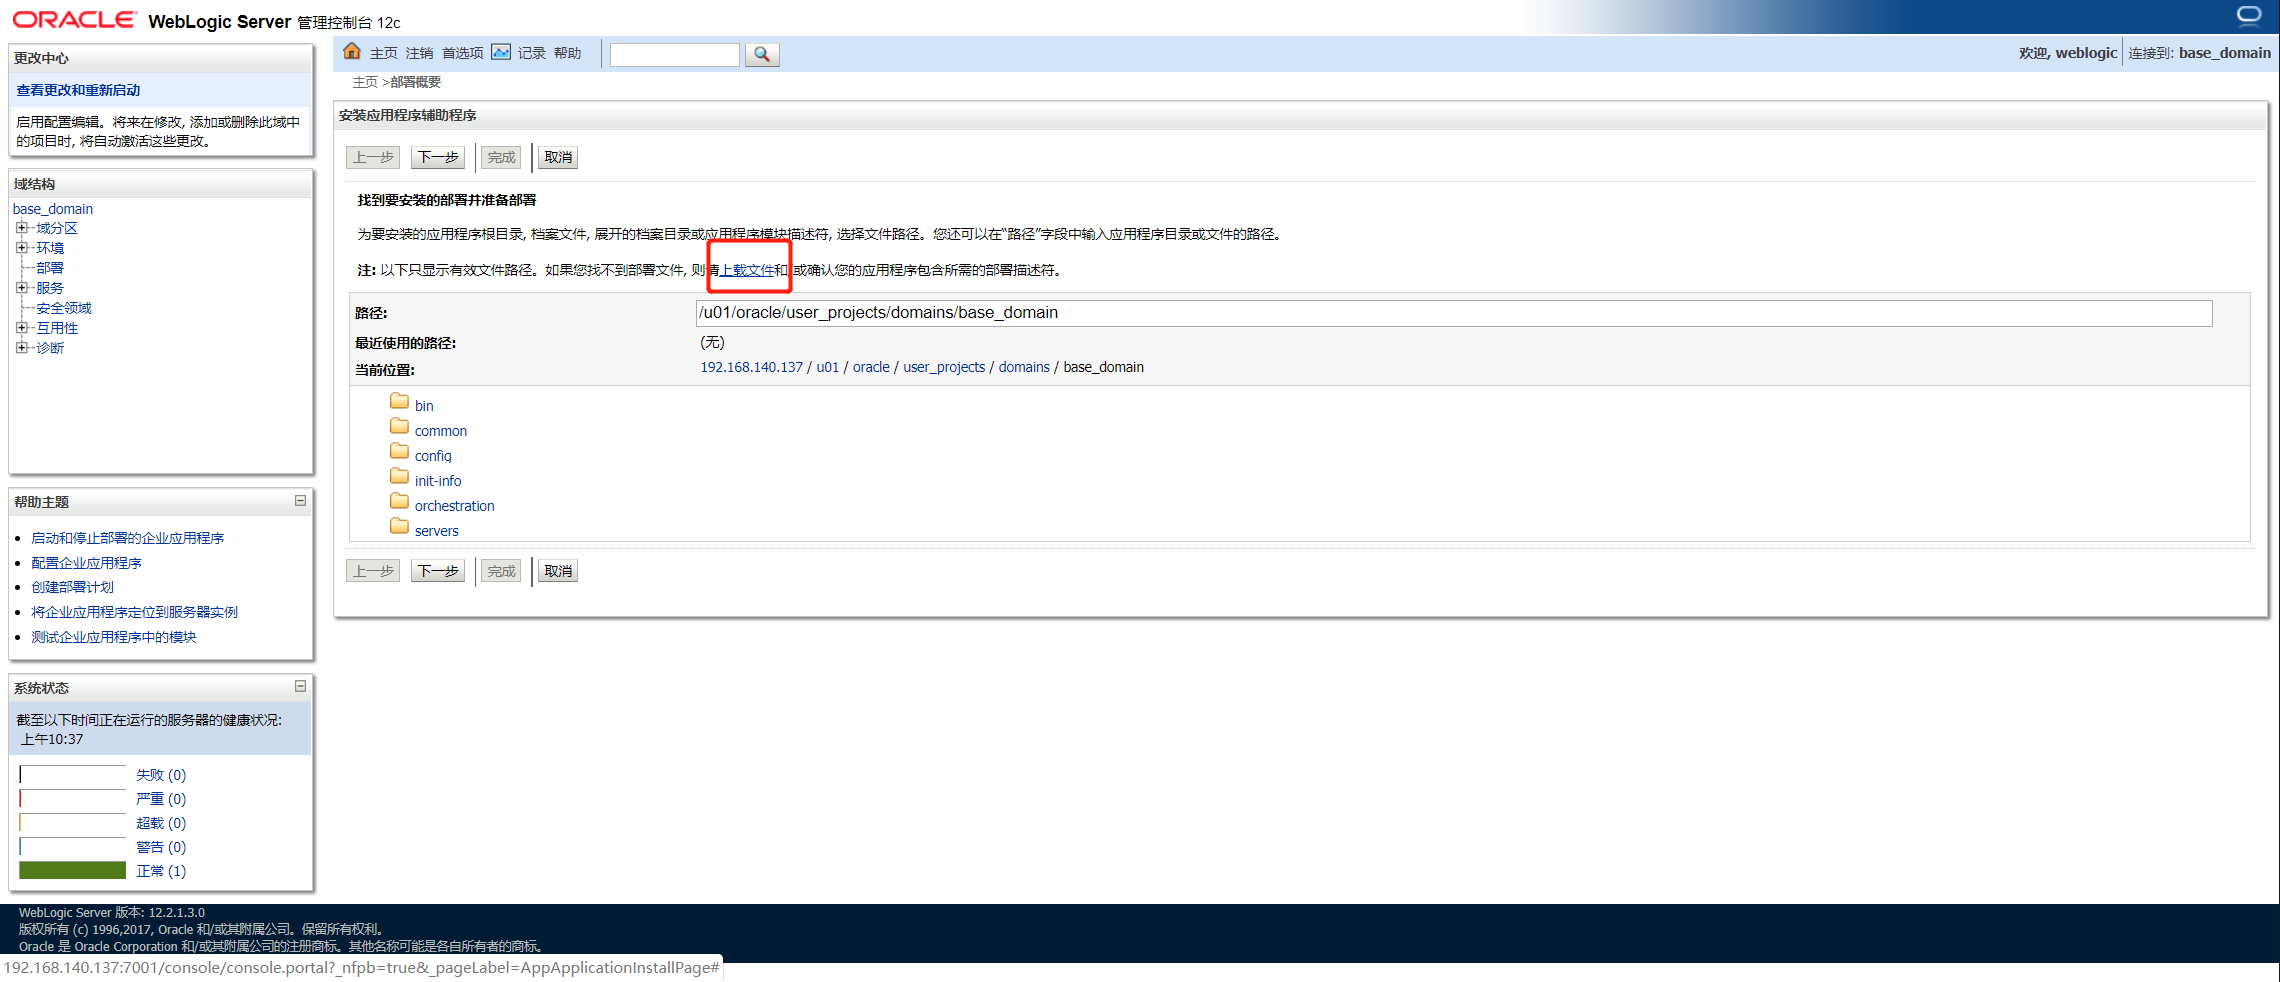 ORACLE WebLogic Server 管理控制台 12c
更改中心
查看更改和重新启动
启用配置编辑。将来在修改, 添加或删除此域中
的项目时, 将自动激活这些更改。
域结构
base_domain
域分区
环境
部署
服务
安全领域
互用性
诊断
帮助主题
启动和停止部署的企业应用程序
配置企业应用程序
创建部署计划
将企业应用程序定位到服务器实例
测试企业应用程序中的模块
系统状态
截至以下时间正在运行的服务器的健康状况:
上午10:37
失败 (0)
严重 (0)
超载 (0)
警告 (0)
正常 (1)
主页 注销 首选项 记录 帮助
欢迎, weblogic 连接到: base_domain
主页 >部署概要
安装应用程序辅助程序
上一步 下一步 完成 取消
找到要安装的部署并准备部署
为要安装的应用程序根目录, 档案文件, 展开的档案目录或应用程序模块描述符, 选择文件路径。您还可以在“路径”字段中输入应用程序目录或文件的路径。
注: 以下只显示有效文件路径。如果您找不到部署文件, 则请上载文件和/或确认您的应用程序包含所需的部署描述符。
路径: /u01/oracle/user_projects/domains/base_domain
最近使用的路径: (无)
当前位置: 192.168.140.137 / u01 / oracle / user_projects / domains / base_domain
bin
common
config
init-info
orchestration
servers
上一步 下一步 完成 取消
WebLogic Server 版本: 12.2.1.3.0
版权所有 (c) 1996,2017, Oracle 和/或其附属公司。保留所有权利。
Oracle 是 Oracle Corporation 和/或其附属公司的注册商标。其他名称可能是各自所有者的商标。
192.168.140.137:7001/console/console.portal?_nfpb=true&_pageLabel=AppApplicationInstallPage#